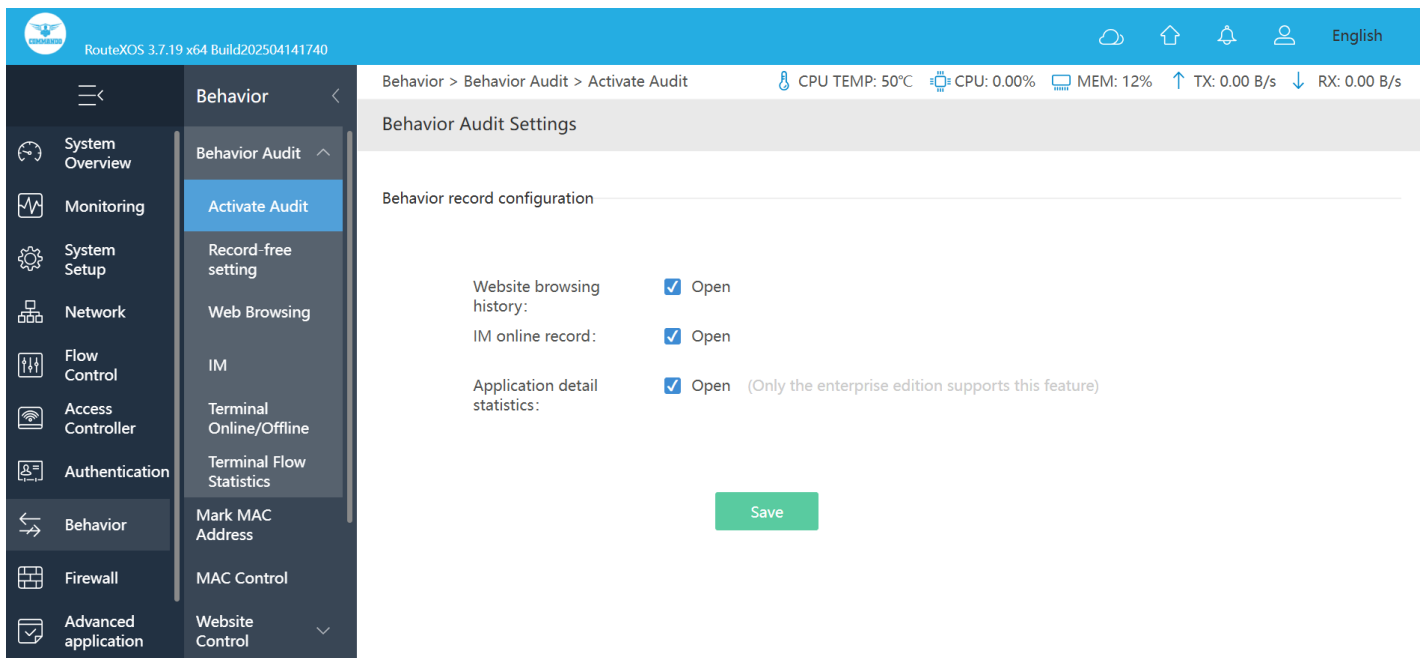 COMMANDO
RouteXOS 3.7.19 x64 Build202504141740
English
Behavior > Behavior Audit > Activate Audit
CPU TEMP: 50℃
CPU: 0.00%
MEM: 12%
TX: 0.00 B/s
RX: 0.00 B/s
System
Overview
Monitoring
System
Setup
Network
Flow
Control
Access
Controller
Authentication
Behavior
Firewall
Advanced
application
Behavior
Behavior Audit
Activate Audit
Record-free
setting
Web Browsing
IM
Terminal
Online/Offline
Terminal Flow
Statistics
Mark MAC
Address
MAC Control
Website
Control
Behavior Audit Settings
Behavior record configuration
Website browsing
history:
Open
IM online record:
Open
Application detail
statistics:
Open (Only the enterprise edition supports this feature)
Save